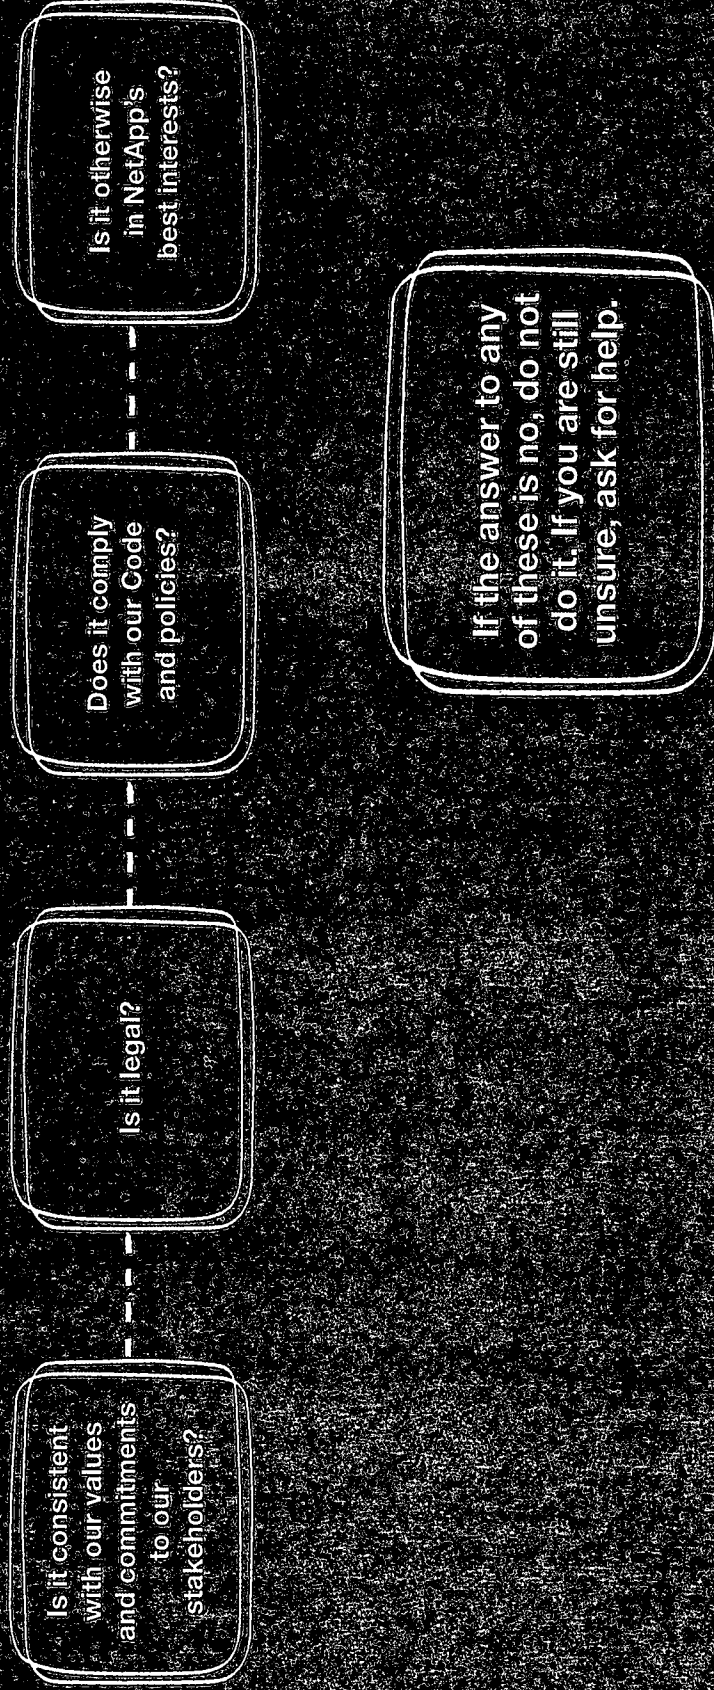 Is it consistent
with our values
and commitments
to our
stakeholders?
Is it legal?
Does it comply
with our Code
and policies?
Is it otherwise
in NetApp's
best interests?
If the answer to any
of these is no, do not
do it. If you are still
unsure, ask for help.